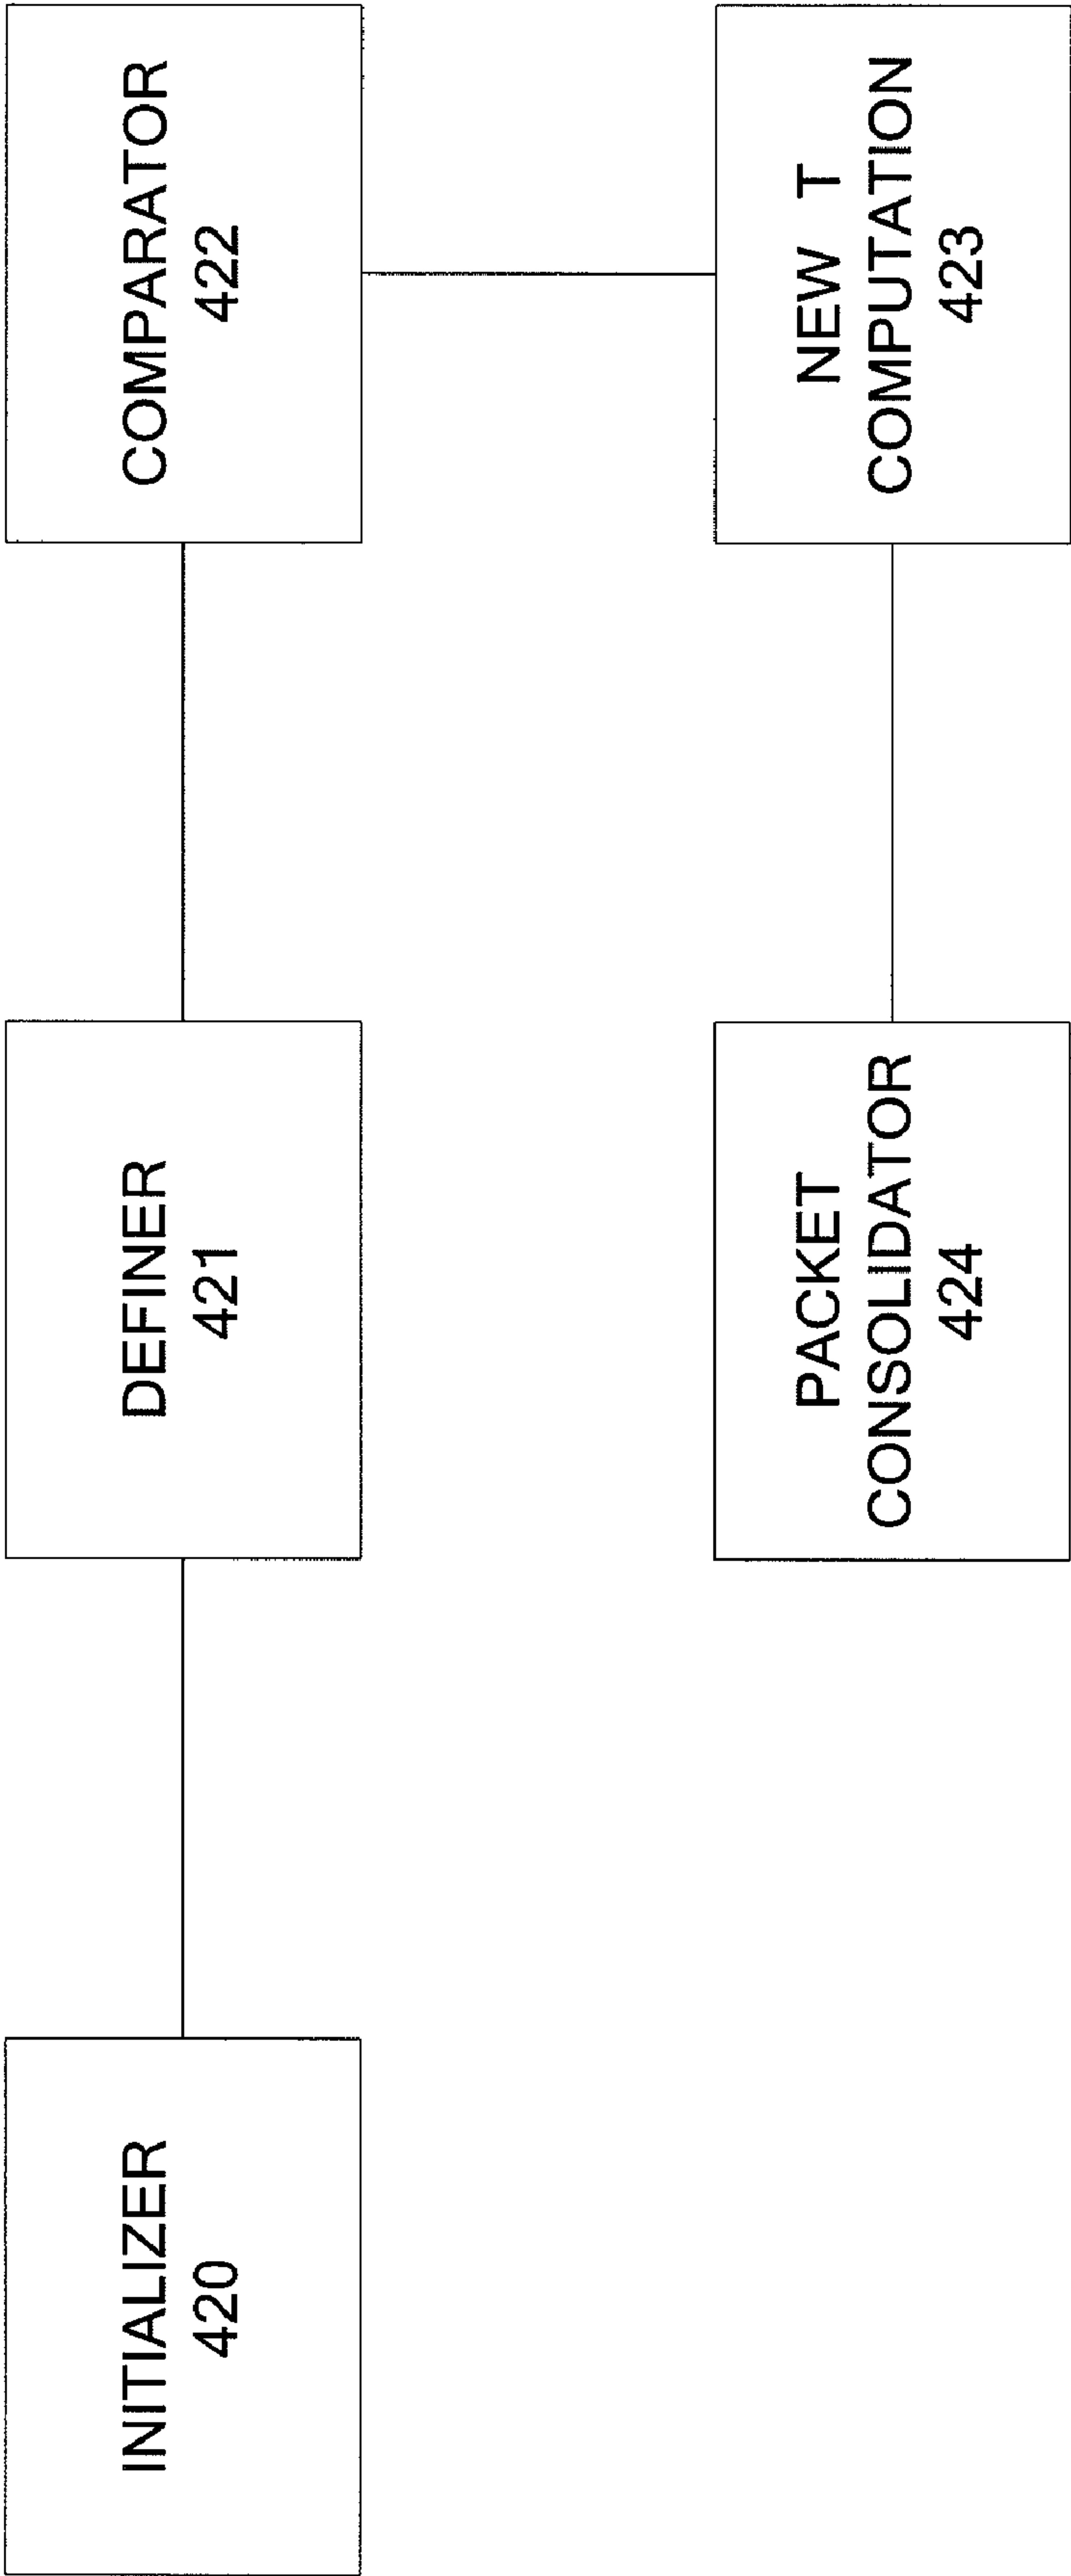 INITIALIZER
420
DEFINER
421
COMPARATOR
422
PACKET
CONSOLIDATOR
424
NEW T
COMPUTATION
423